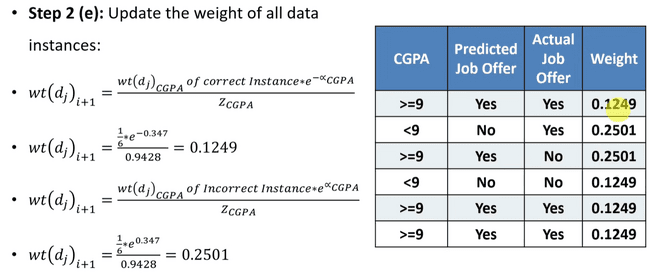 • Step 2 (e): Update the weight of all data
instances:
• wt(d_j)_{i+1} = \frac{wt(d_j)_{CGPA} of correct Instance*e^{-∝CGPA}}{Z_{CGPA}}
• wt(d_j)_{i+1} = \frac{\frac{1}{6}*e^{-0.347}}{0.9428} = 0.1249
• wt(d_j)_{i+1} = \frac{wt(d_j)_{CGPA} of Incorrect Instance*e^{∝CGPA}}{Z_{CGPA}}
• wt(d_j)_{i+1} = \frac{\frac{1}{6}*e^{0.347}}{0.9428} = 0.2501
CGPA Predicted Job Offer Actual Job Offer Weight
>=9 Yes Yes 0.1249
<9 No Yes 0.2501
>=9 Yes No 0.2501
<9 No No 0.1249
>=9 Yes Yes 0.1249
>=9 Yes Yes 0.1249